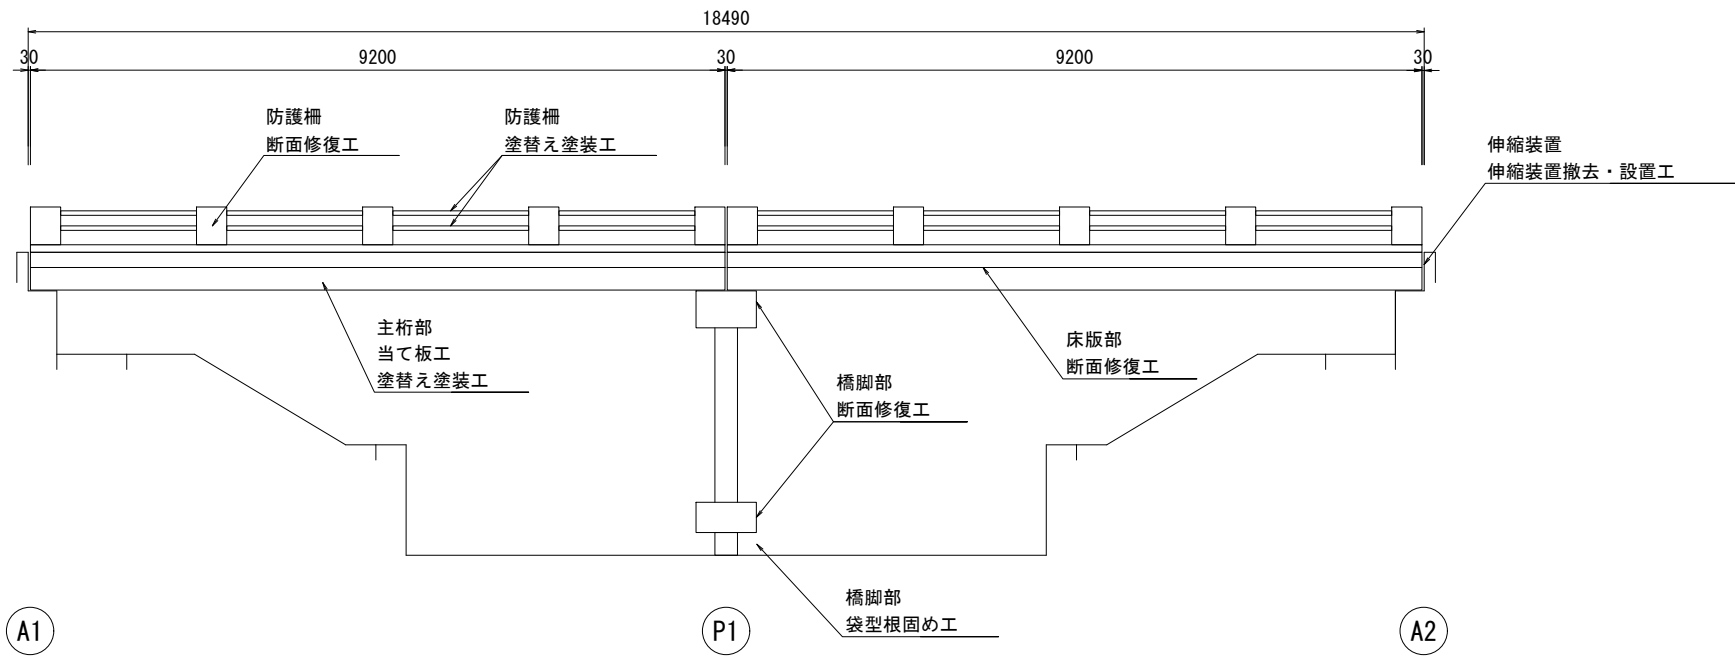 18490
30
9200
30
9200
30
防護柵
断面修復工
防護柵
塗替え塗装工
伸縮装置
伸縮装置撤去・設置工
主桁部
当て板工
塗替え塗装工
床版部
断面修復工
橋脚部
断面修復工
橋脚部
袋型根固め工
A1
P1
A2